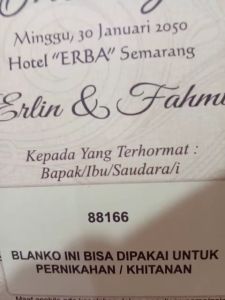 Minggu, 30 Januari 2050
Hotel "ERBA" Semarang
Erlin & Fahmi
Kepada Yang Terhormat :
Bapak/Ibu/Saudara/i
88166
BLANKO INI BISA DIPAKAI UNTUK
PERNIKAHAN / KHITANAN